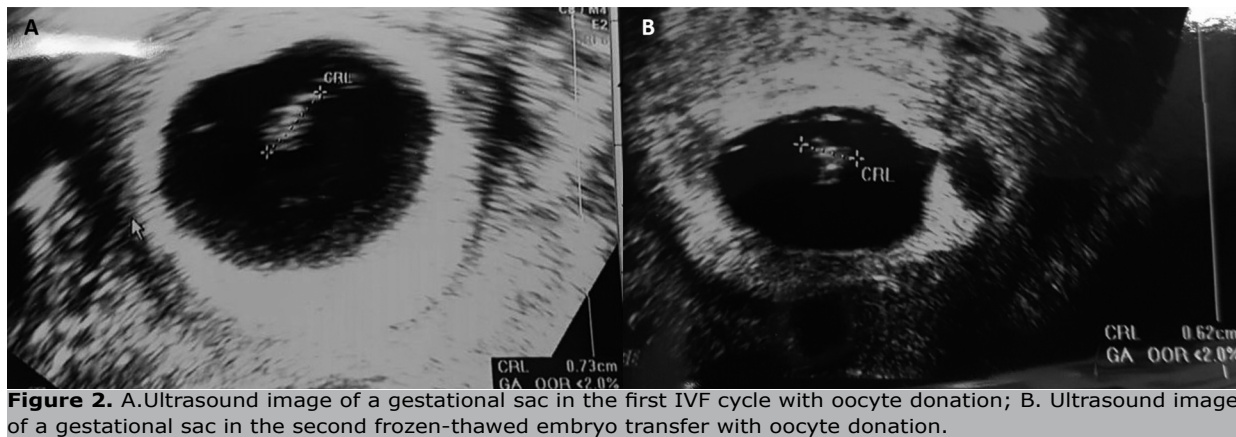 A
E2
CRL
CRL 0.73cm
GA OOR <2.0%
B
CRL
CRL 0.62cm
GA OOR <2.0%
Figure 2. A.Ultrasound image of a gestational sac in the first IVF cycle with oocyte donation; B. Ultrasound image
of a gestational sac in the second frozen-thawed embryo transfer with oocyte donation.